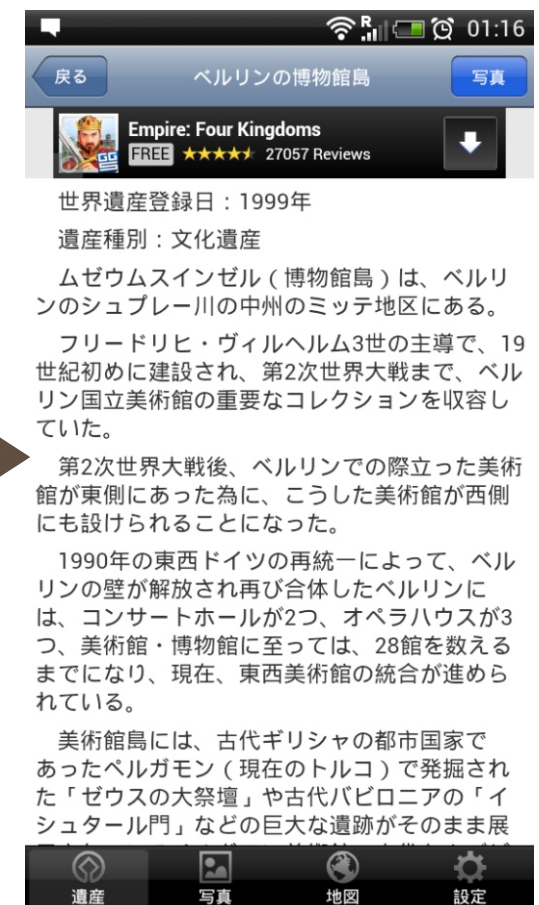 R 01:16
戻る ベルリンの博物館島 写真
Empire: Four Kingdoms
FREE ★★★★★ 27057 Reviews
世界遺産登録日：1999年
遺産種別：文化遺産
ムゼウムスインゼル（博物館島）は、ベルリ
ンのシュプレー川の中州のミッテ地区にある。
フリードリヒ・ヴィルヘルム3世の主導で、19
世紀初めに建設され、第2次世界大戦まで、ベル
リン国立美術館の重要なコレクションを収容し
ていた。
第2次世界大戦後、ベルリンでの際立った美術
館が東側にあった為に、こうした美術館が西側
にも設けられることになった。
1990年の東西ドイツの再統一によって、ベル
リンの壁が解放され再び合体したベルリンに
は、コンサートホールが2つ、オペラハウスが3
つ、美術館・博物館に至っては、28館を数える
までになり、現在、東西美術館の統合が進めら
れている。
美術館島には、古代ギリシャの都市国家で
あったペルガモン（現在のトルコ）で発掘され
た「ゼウスの大祭壇」や古代バビロニアの「イ
シュタール門」などの巨大な遺跡がそのまま展
遺産 写真 地図 設定